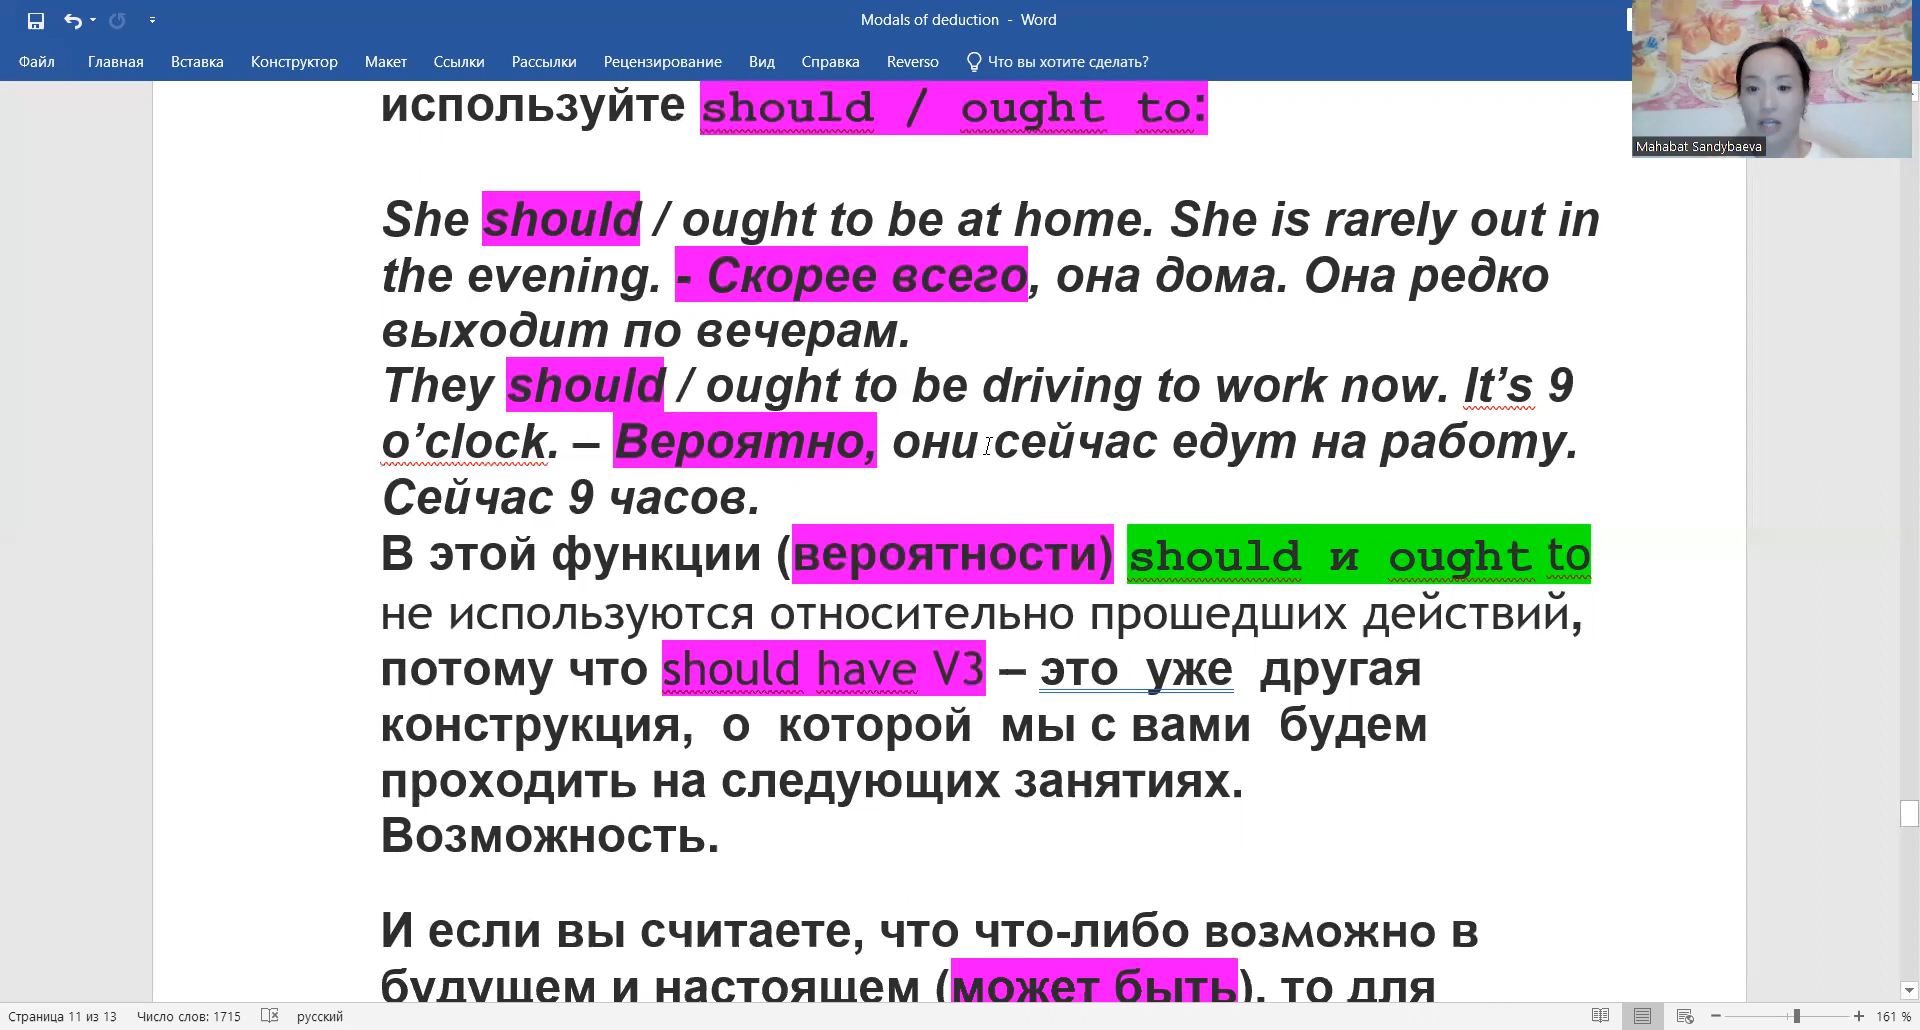 Modals of deduction - Word
Файл Главная Вставка Конструктор Макет Ссылки Рассылки Рецензирование Вид Справка Reverso Что вы хотите сделать?
Mahabat Sandybaeva
используйте should / ought to:
She should / ought to be at home. She is rarely out in
the evening. - Скорее всего, она дома. Она редко
выходит по вечерам.
They should / ought to be driving to work now. It’s 9
o’clock. – Вероятно, они сейчас едут на работу.
Сейчас 9 часов.
В этой функции (вероятности) should и ought to
не используются относительно прошедших действий,
потому что should have V3 – это уже другая
конструкция, о которой мы с вами будем
проходить на следующих занятиях.
Возможность.
И если вы считаете, что что-либо возможно в
будущем и настоящем (может быть), то для
Страница 11 из 13 Число слов: 1715 русский 161 %